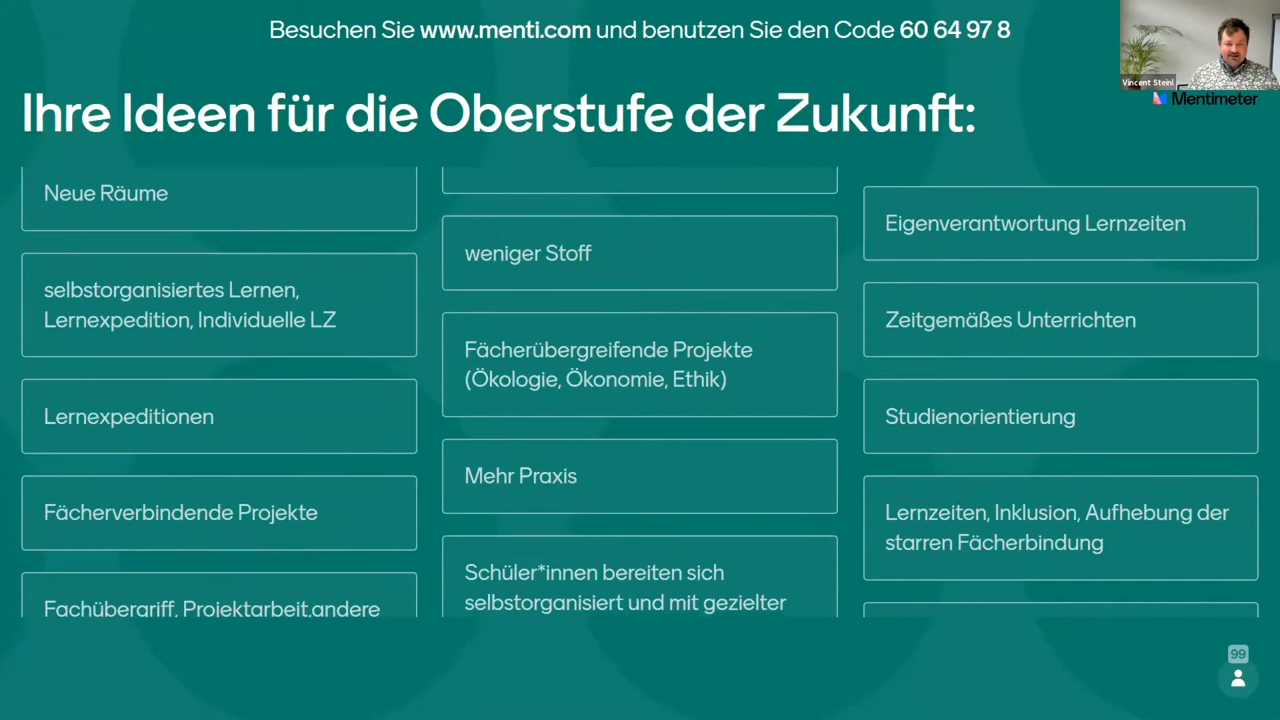 Besuchen Sie www.menti.com und benutzen Sie den Code 60 64 97 8
Vincent Steinl
Mentimeter
Ihre Ideen für die Oberstufe der Zukunft:
Neue Räume
selbstorganisiertes Lernen,
Lernexpedition, Individuelle LZ
Lernexpeditionen
Fächerverbindende Projekte
Fachübergriff, Projektarbeit,andere
weniger Stoff
Fächerübergreifende Projekte
(Ökologie, Ökonomie, Ethik)
Mehr Praxis
Schüler*innen bereiten sich
selbstorganisiert und mit gezielter
Eigenverantwortung Lernzeiten
Zeitgemäßes Unterrichten
Studienorientierung
Lernzeiten, Inklusion, Aufhebung der
starren Fächerbindung
99